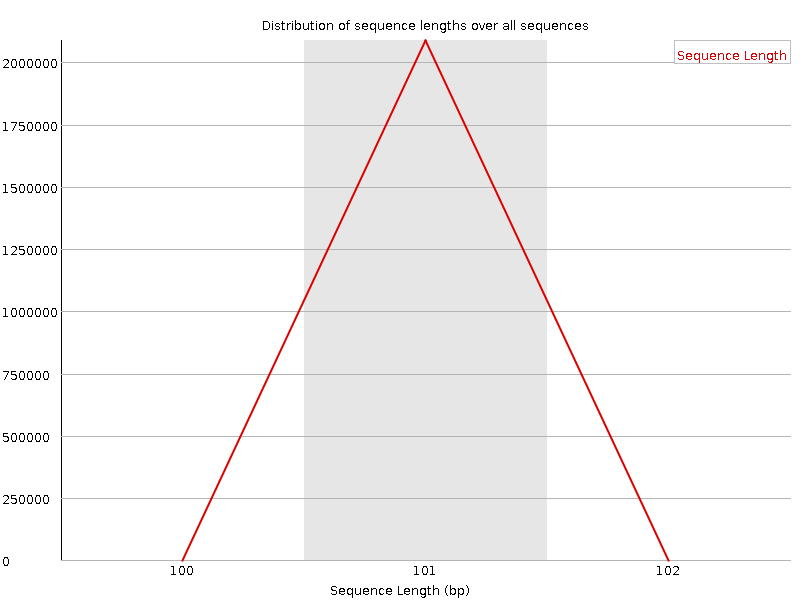 Distribution of sequence lengths over all sequences
Sequence Length
2000000
1750000
1500000
1250000
1000000
750000
500000
250000
0
100 101 102
Sequence Length (bp)